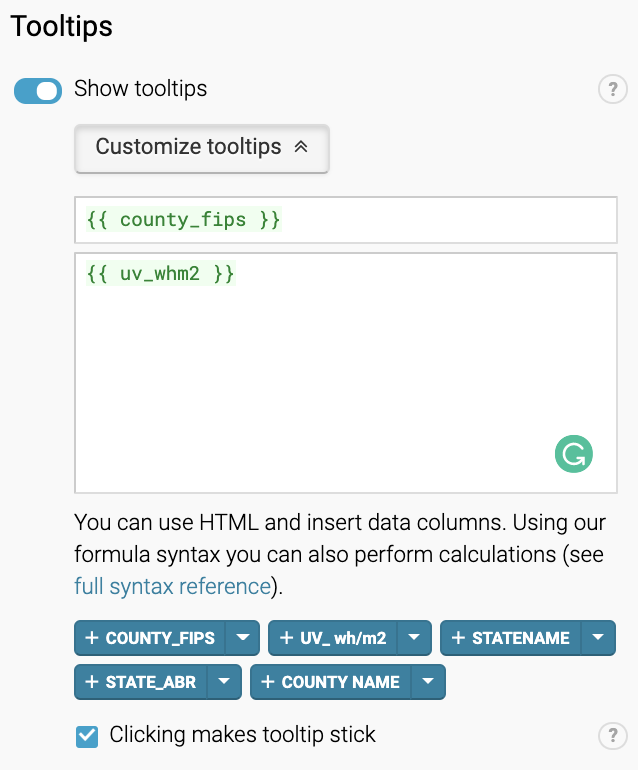 Tooltips
Show tooltips
?
Customize tooltips
{{ county_fips }}
{{ uv_whm2 }}
You can use HTML and insert data columns. Using our
formula syntax you can also perform calculations (see
full syntax reference).
+ COUNTY_FIPS + UV_ wh/m2 + STATENAME
+ STATE_ABR + COUNTY NAME
Clicking makes tooltip stick
?